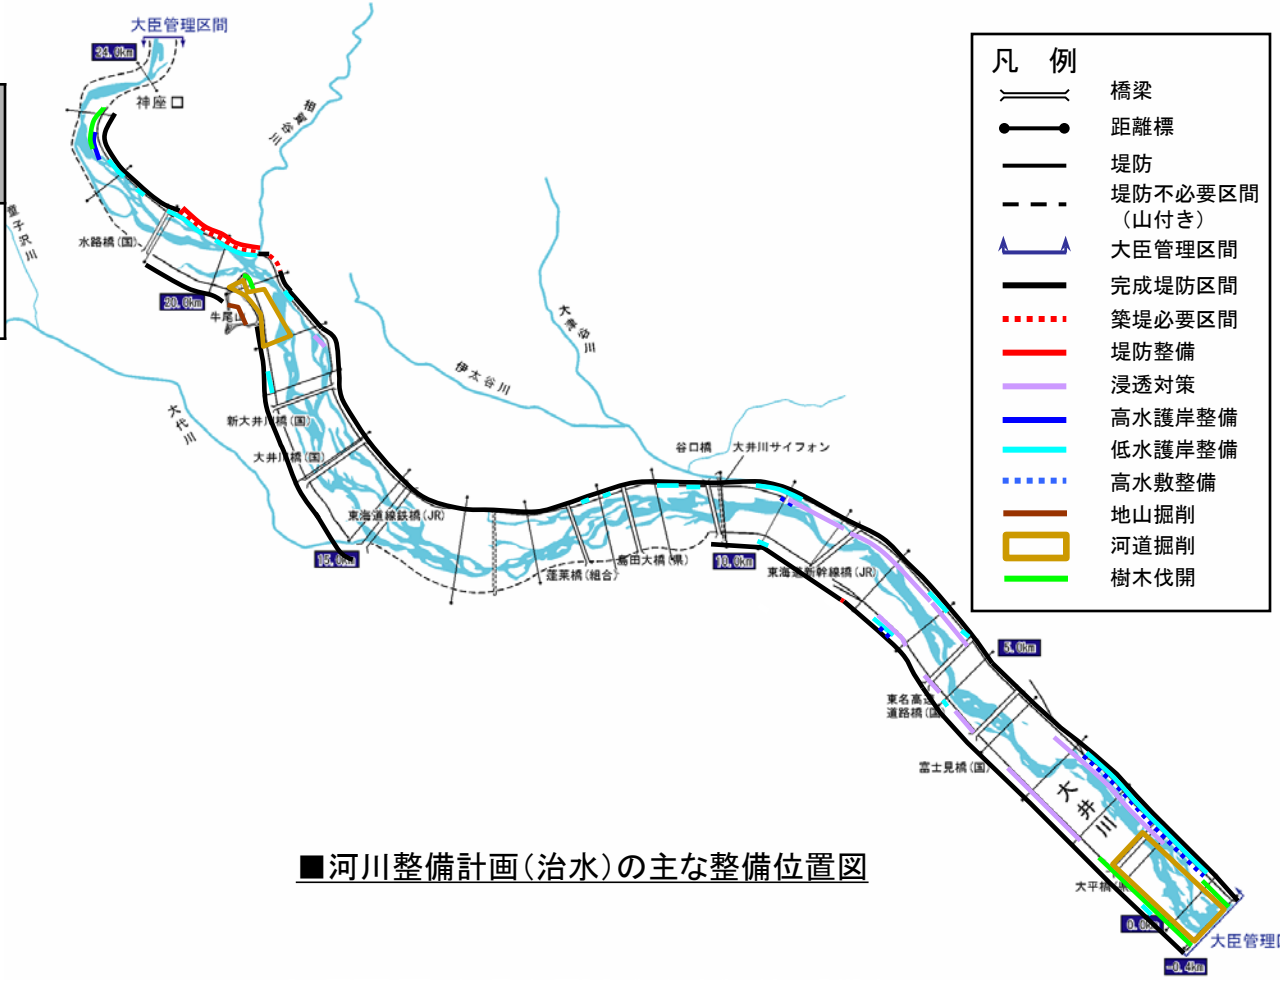 大臣管理区間
24.0km
神座口
相賀谷川
童子沢川
水路橋(国)
20.0km
牛尾山
大代川
伊太谷川
大津谷川
新大井川橋(国)
大井川橋(国)
東海道線鉄橋(JR)
15.0km
谷口橋
大井川サイフォン
蓬莱橋(組合)
島田大橋(県)
10.0km
東海道新幹線橋(JR)
5.0km
東名高速
道路橋(国)
富士見橋(国)
大井川
大平橋(県)
0.0km
-0.4km
大臣管理区
凡 例
橋梁
距離標
堤防
堤防不必要区間
(山付き)
大臣管理区間
完成堤防区間
築堤必要区間
堤防整備
浸透対策
高水護岸整備
低水護岸整備
高水敷整備
地山掘削
河道掘削
樹木伐開
■河川整備計画(治水)の主な整備位置図